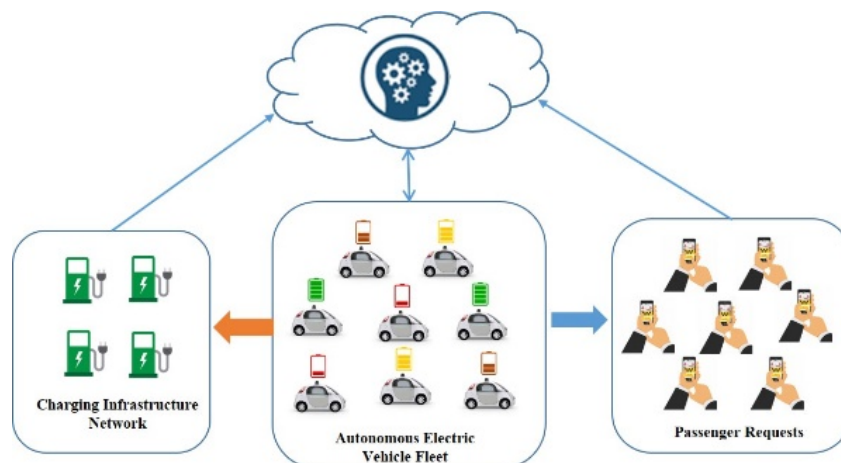 Charging Infrastructure
Network
Autonomous Electric
Vehicle Fleet
Passenger Requests